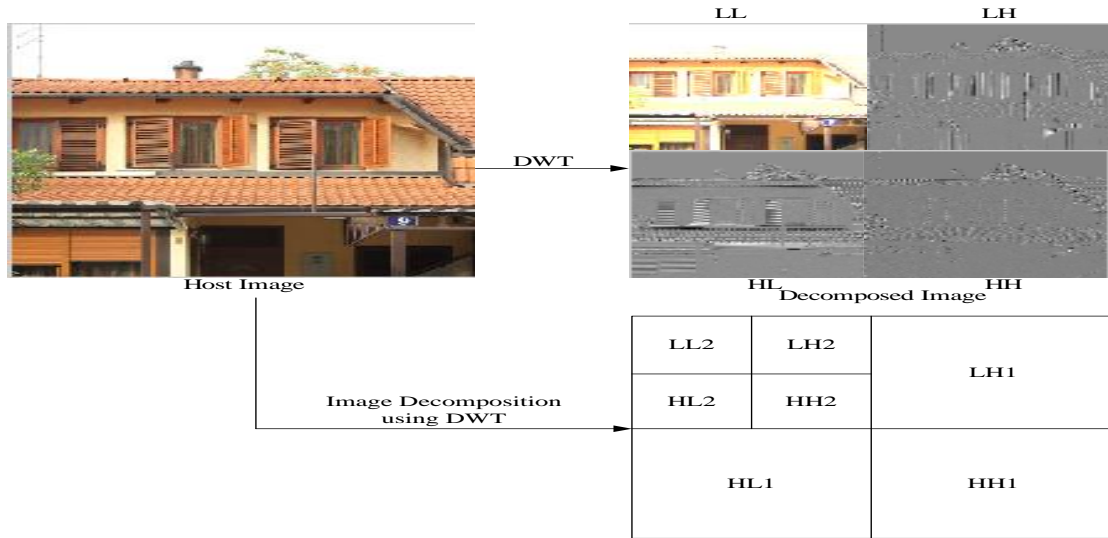 LL
LH
9
DWT
Host Image
HL
HH
Decomposed Image
LL2
LH2
LH1
HL2
HH2
Image Decomposition
using DWT
HL1
HH1